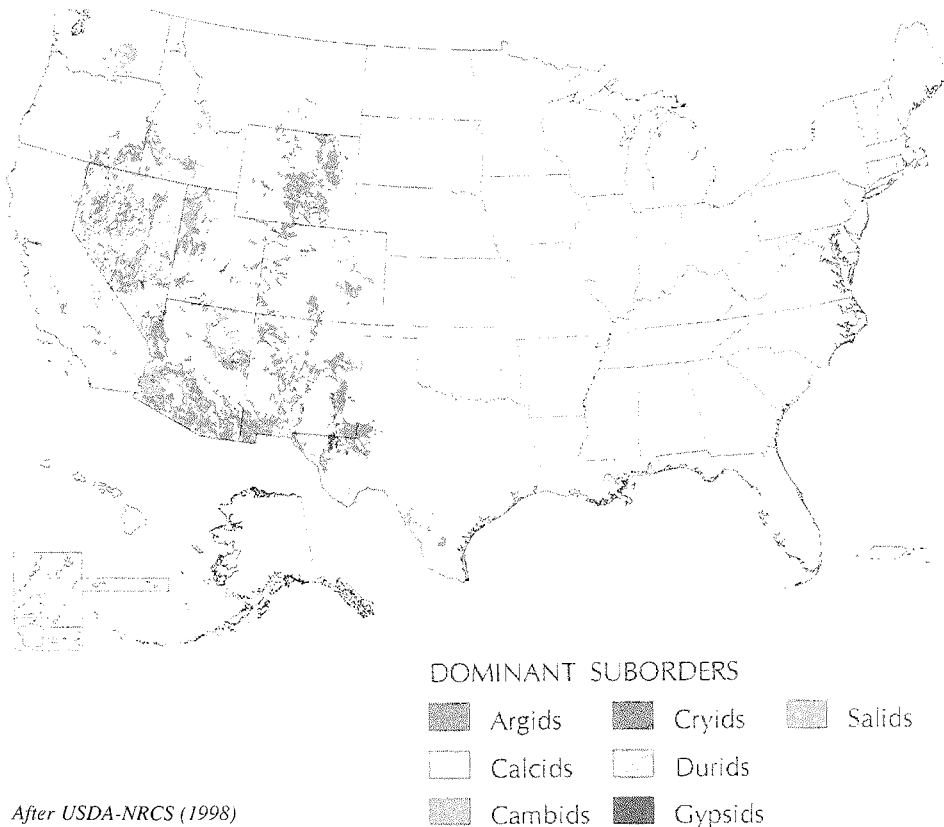 DOMINANT SUBORDERS
Argids Cryids Salids
Calcids Durids
Cambids Gypsids
After USDA-NRCS (1998)